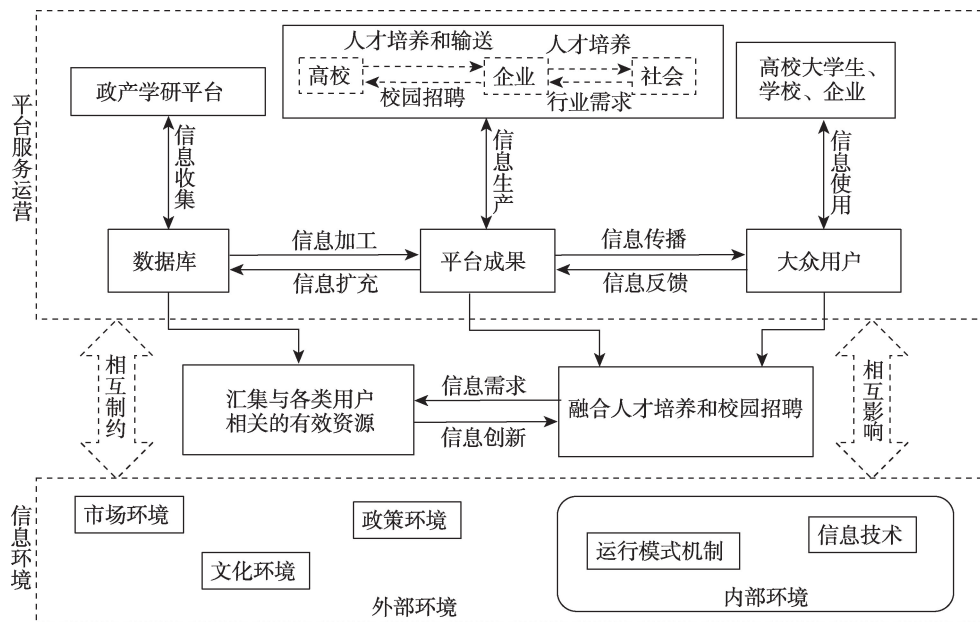 平台服务运营
政产学研平台
人才培养和输送
人才培养
高校
企业
社会
校园招聘
行业需求
高校大学生、
学校、企业
信息收集
信息生产
信息使用
数据库
信息加工
信息扩充
平台成果
信息传播
信息反馈
大众用户
相互制约
汇集与各类用户
相关的有效资源
信息需求
信息创新
融合人才培养和校园招聘
相互影响
信息环境
市场环境
政策环境
文化环境
外部环境
运行模式机制
信息技术
内部环境